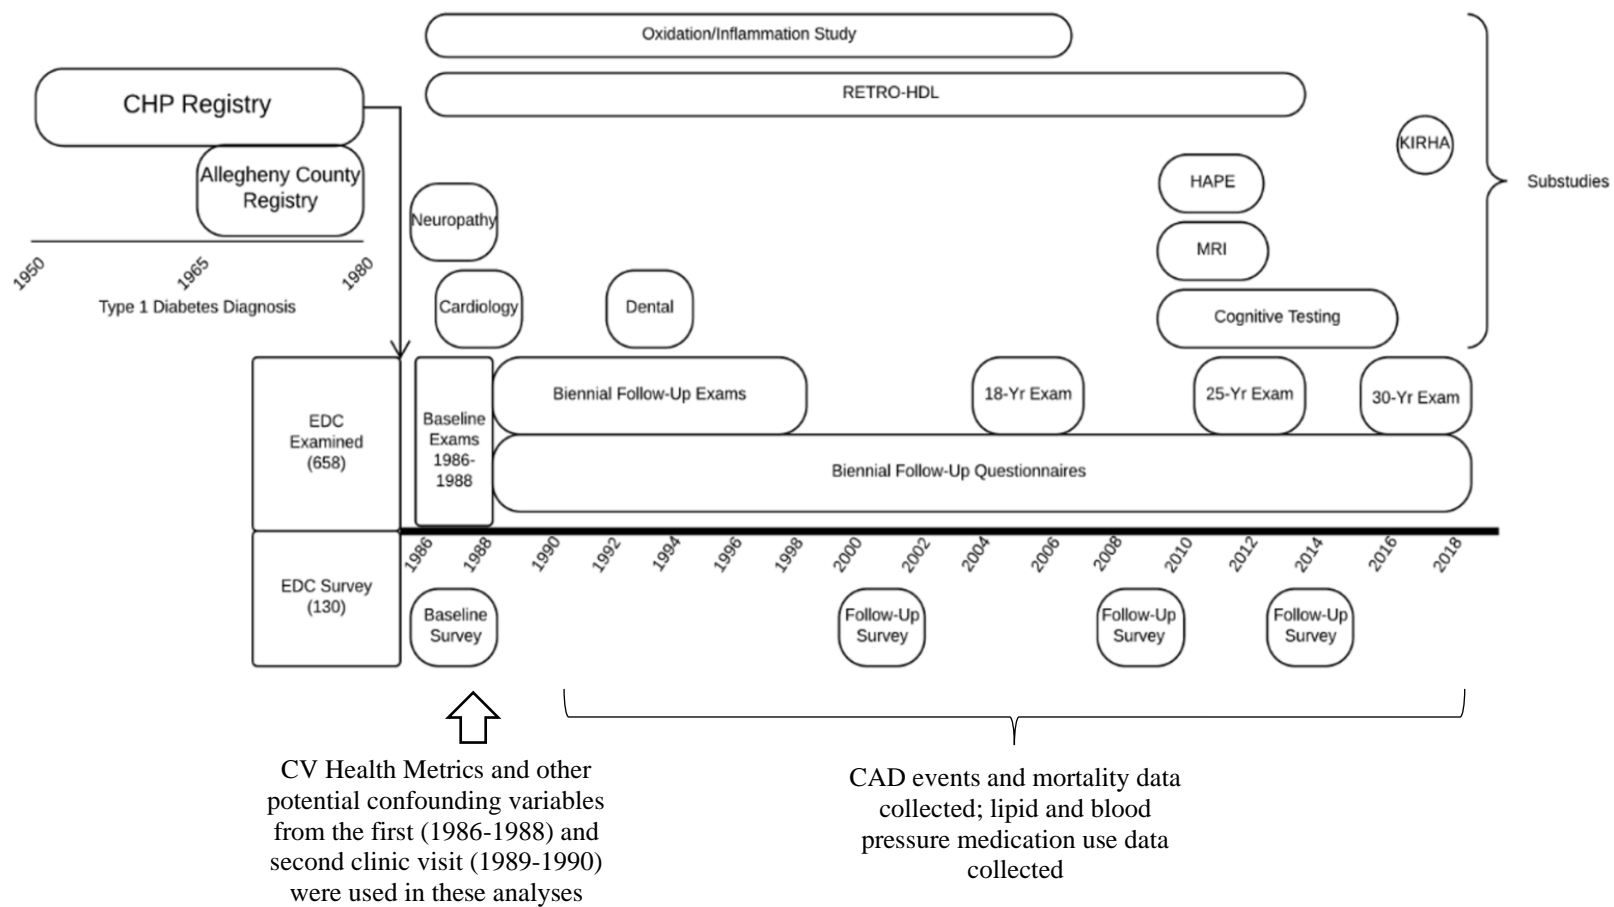 Oxidation/Inflammation Study
RETRO-HDL
CHP Registry
Allegheny County
Registry
1950
1965
1980
Type 1 Diabetes Diagnosis
KIRHA
HAPE
MRI
Cognitive Testing
Substudies
Neuropathy
Cardiology
Dental
EDC
Examined
(658)
Baseline
Exams
1986-
1988
Biennial Follow-Up Exams
18-Yr Exam
25-Yr Exam
30-Yr Exam
Biennial Follow-Up Questionnaires
1986
1988
1990
1992
1994
1996
1998
2000
2002
2004
2006
2008
2010
2012
2014
2016
2018
EDC Survey
(130)
Baseline
Survey
Follow-Up
Survey
Follow-Up
Survey
Follow-Up
Survey
CV Health Metrics and other
potential confounding variables
from the first (1986-1988) and
second clinic visit (1989-1990)
were used in these analyses
CAD events and mortality data
collected; lipid and blood
pressure medication use data
collected